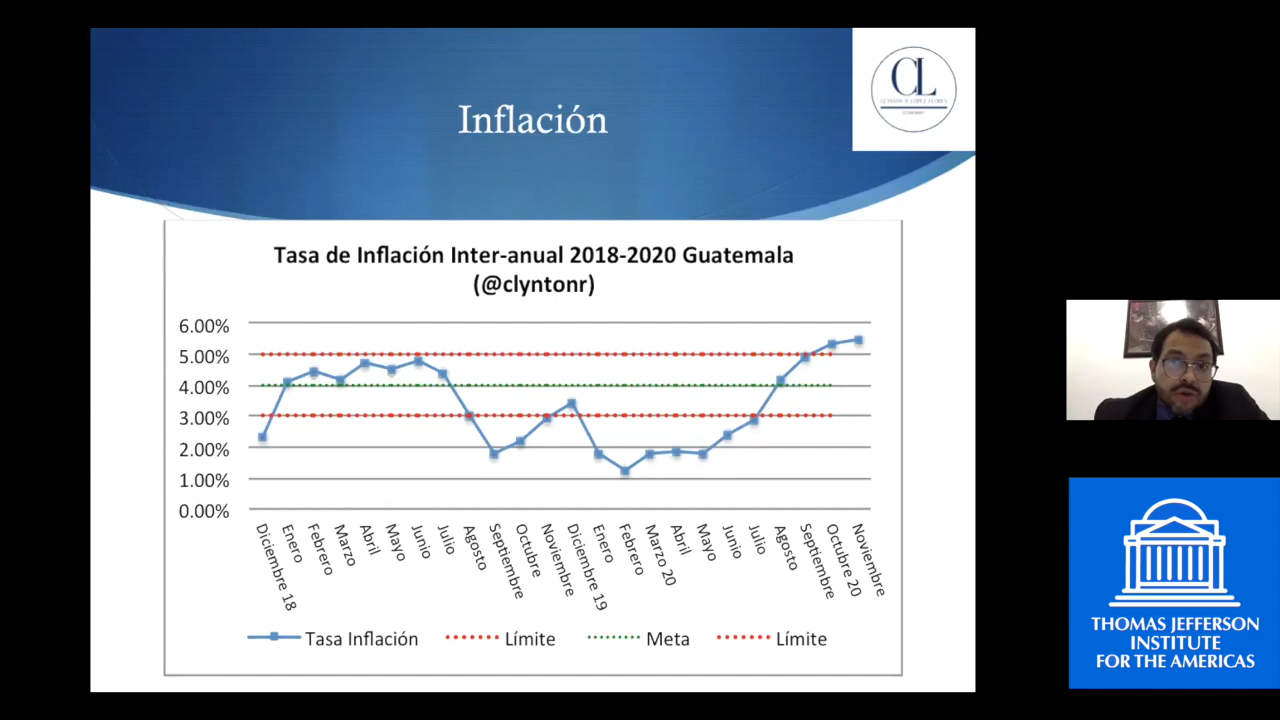 Inflación
CL
Tasa de Inflación Inter-anual 2018-2020 Guatemala
(@clyntonr)
6.00%
5.00%
4.00%
3.00%
2.00%
1.00%
0.00%
Diciembre 18
Enero
Febrero
Marzo
Abril
Mayo
Junio
Julio
Agosto
Septiembre
Octubre
Noviembre
Diciembre 19
Enero
Febrero
Marzo 20
Abril
Mayo
Junio
Julio
Agosto
Septiembre
Octubre 20
Noviembre
Tasa Inflación Límite Meta Límite
THOMAS JEFFERSON
INSTITUTE
FOR THE AMERICAS